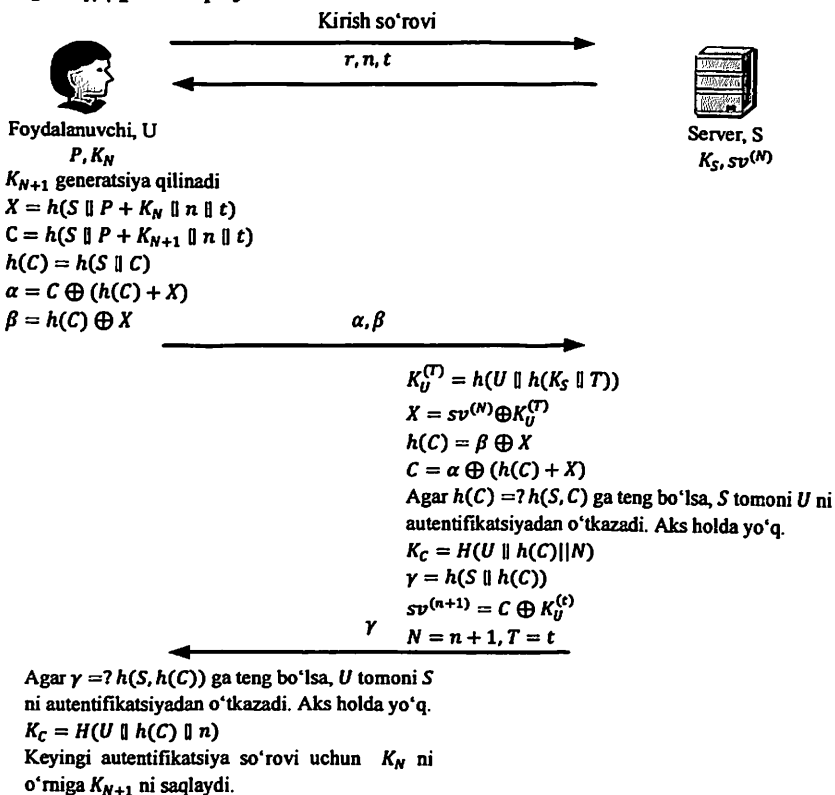 Kirish so‘rovi
r, n, t
Foydalanuvchi, U
P, K_N
Server, S
K_S, sv^(N)
K_{N+1} generatsiya qilinadi
X = h(S ▯ P + K_N ▯ n ▯ t)
C = h(S ▯ P + K_{N+1} ▯ n ▯ t)
h(C) = h(S ▯ C)
α = C ⊕ (h(C) + X)
β = h(C) ⊕ X
α, β
K_U^(T) = h(U ▯ h(K_S ▯ T))
X = sv^(N)⊕K_U^(T)
h(C) = β ⊕ X
C = α ⊕ (h(C) + X)
Agar h(C) =? h(S, C) ga teng bo‘lsa, S tomoni U ni
autentifikatsiyadan o‘tkazadi. Aks holda yo‘q.
K_C = H(U ∥ h(C)||N)
γ = h(S ▯ h(C))
sv^(n+1) = C ⊕ K_U^(t)
γ
N = n + 1, T = t
Agar γ =? h(S, h(C)) ga teng bo‘lsa, U tomoni S
ni autentifikatsiyadan o‘tkazadi. Aks holda yo‘q.
K_C = H(U ▯ h(C) ▯ n)
Keyingi autentifikatsiya so‘rovi uchun K_N ni
o‘rniga K_{N+1} ni saqlaydi.